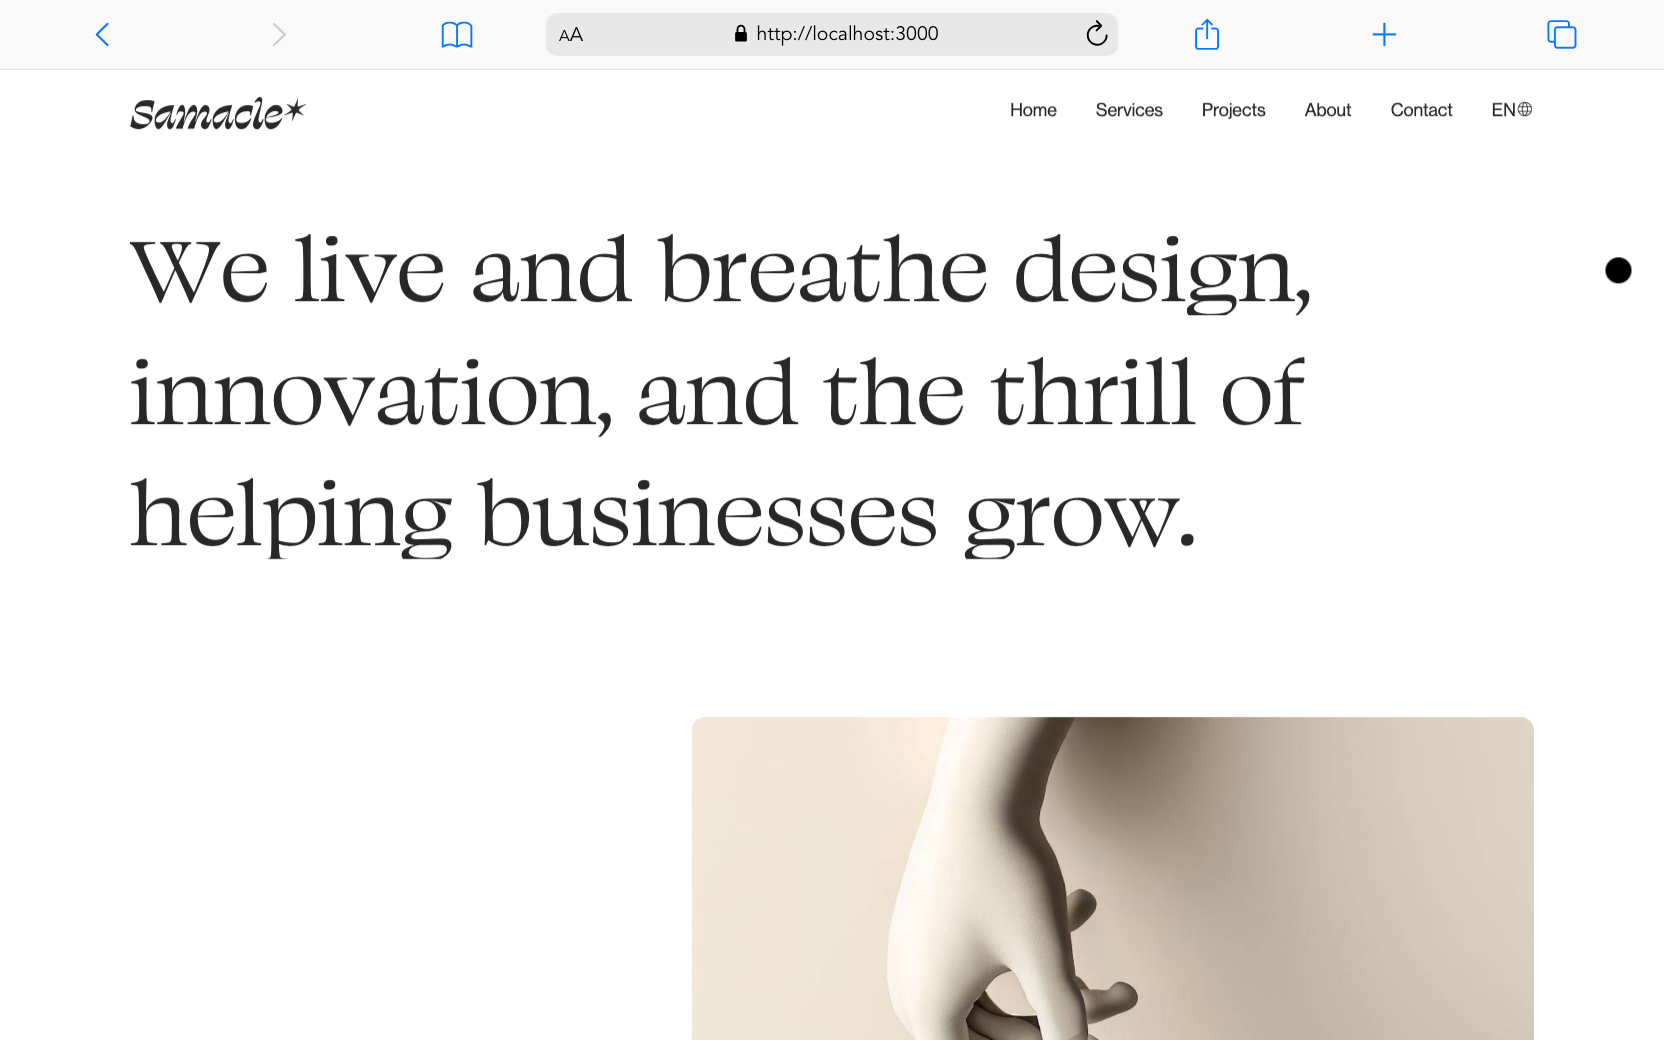 AA
http://localhost:3000
Samacle*
Home Services Projects About Contact EN
We live and breathe design,
innovation, and the thrill of
helping businesses grow.